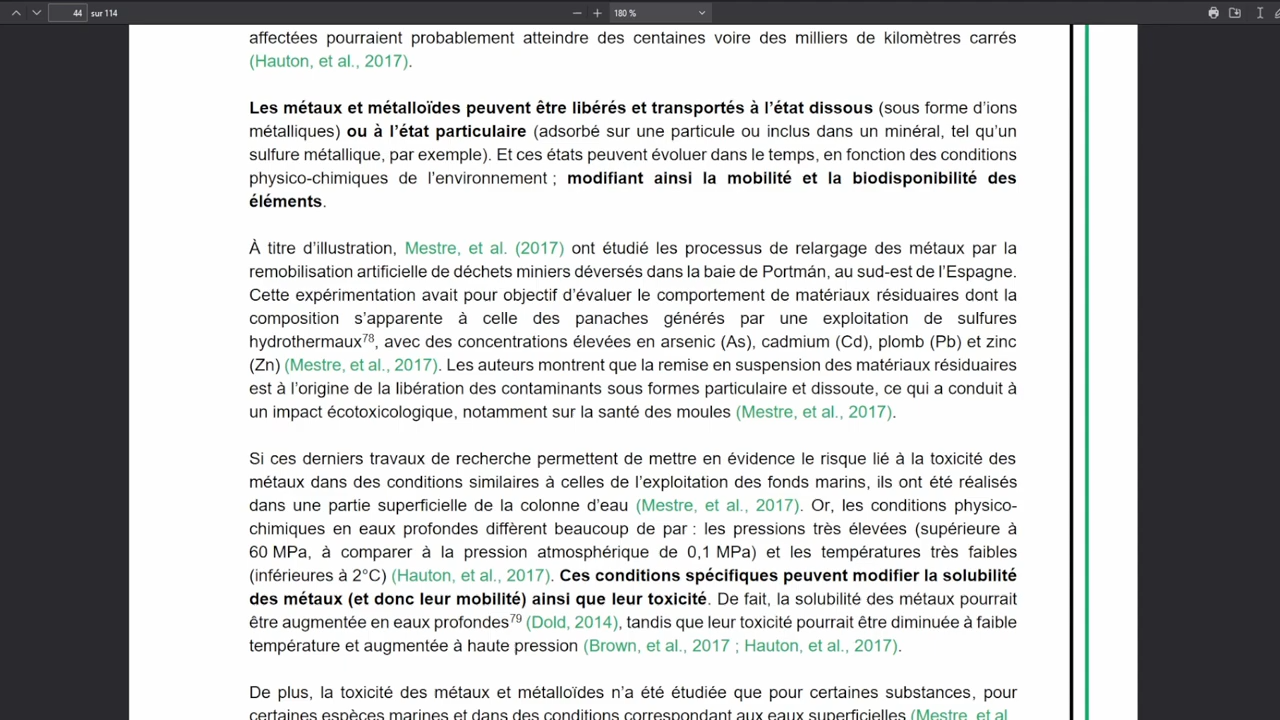 44 sur 114
180 %
affectées pourraient probablement atteindre des centaines voire des milliers de kilomètres carrés
(Hauton, et al., 2017).
Les métaux et métalloïdes peuvent être libérés et transportés à l’état dissous (sous forme d’ions
métalliques) ou à l’état particulaire (adsorbé sur une particule ou inclus dans un minéral, tel qu’un
sulfure métallique, par exemple). Et ces états peuvent évoluer dans le temps, en fonction des conditions
physico-chimiques de l’environnement ; modifiant ainsi la mobilité et la biodisponibilité des
éléments.
À titre d’illustration, Mestre, et al. (2017) ont étudié les processus de relargage des métaux par la
remobilisation artificielle de déchets miniers déversés dans la baie de Portmán, au sud-est de l’Espagne.
Cette expérimentation avait pour objectif d’évaluer le comportement de matériaux résiduaires dont la
composition s’apparente à celle des panaches générés par une exploitation de sulfures
hydrothermaux78, avec des concentrations élevées en arsenic (As), cadmium (Cd), plomb (Pb) et zinc
(Zn) (Mestre, et al., 2017). Les auteurs montrent que la remise en suspension des matériaux résiduaires
est à l’origine de la libération des contaminants sous formes particulaire et dissoute, ce qui a conduit à
un impact écotoxicologique, notamment sur la santé des moules (Mestre, et al., 2017).
Si ces derniers travaux de recherche permettent de mettre en évidence le risque lié à la toxicité des
métaux dans des conditions similaires à celles de l’exploitation des fonds marins, ils ont été réalisés
dans une partie superficielle de la colonne d’eau (Mestre, et al., 2017). Or, les conditions physico-
chimiques en eaux profondes diffèrent beaucoup de par : les pressions très élevées (supérieure à
60 MPa, à comparer à la pression atmosphérique de 0,1 MPa) et les températures très faibles
(inférieures à 2°C) (Hauton, et al., 2017). Ces conditions spécifiques peuvent modifier la solubilité
des métaux (et donc leur mobilité) ainsi que leur toxicité. De fait, la solubilité des métaux pourrait
être augmentée en eaux profondes79 (Dold, 2014), tandis que leur toxicité pourrait être diminuée à faible
température et augmentée à haute pression (Brown, et al., 2017 ; Hauton, et al., 2017).
De plus, la toxicité des métaux et métalloïdes n’a été étudiée que pour certaines substances, pour
certaines espèces marines et dans des conditions correspondant aux eaux superficielles (Mestre, et al